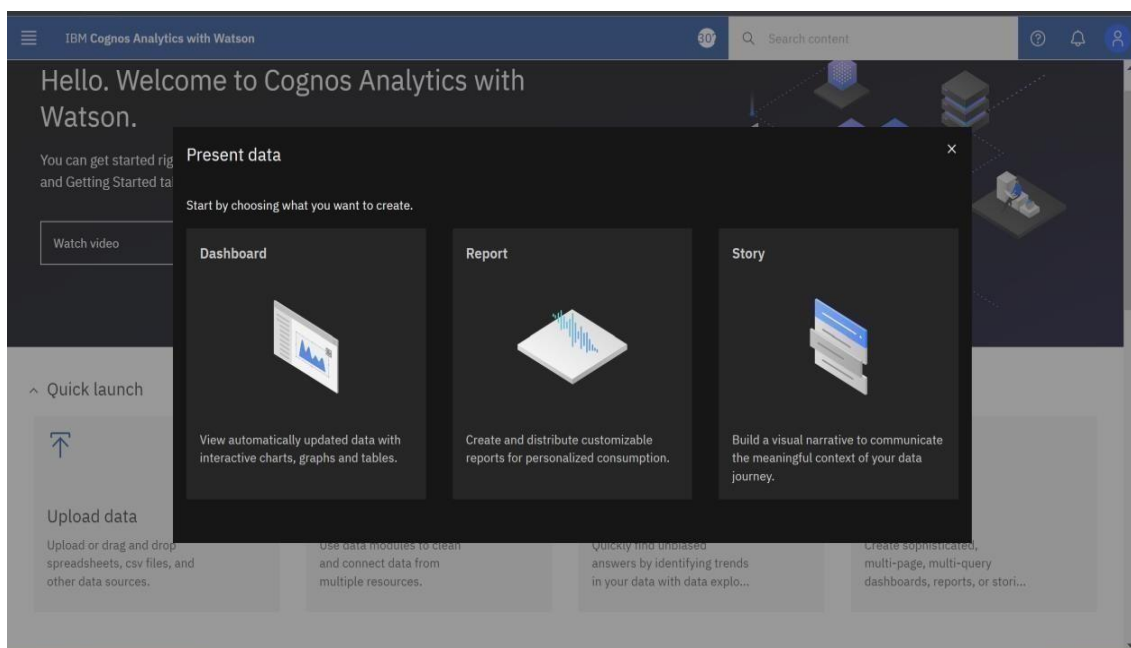 IBM Cognos Analytics with Watson
30
Search content
Hello. Welcome to Cognos Analytics with
Watson.
You can get started rig
and Getting Started ta
Watch video
Present data
Start by choosing what you want to create.
Dashboard
View automatically updated data with
interactive charts, graphs and tables.
Report
Create and distribute customizable
reports for personalized consumption.
Story
Build a visual narrative to communicate
the meaningful context of your data
journey.
Quick launch
Upload data
Upload or drag and drop
spreadsheets, csv files, and
other data sources.
Use data modules to clean
and connect data from
multiple resources.
Quickly find unbiased
answers by identifying trends
in your data with data explo...
Create sophisticated,
multi-page, multi-query
dashboards, reports, or stori...